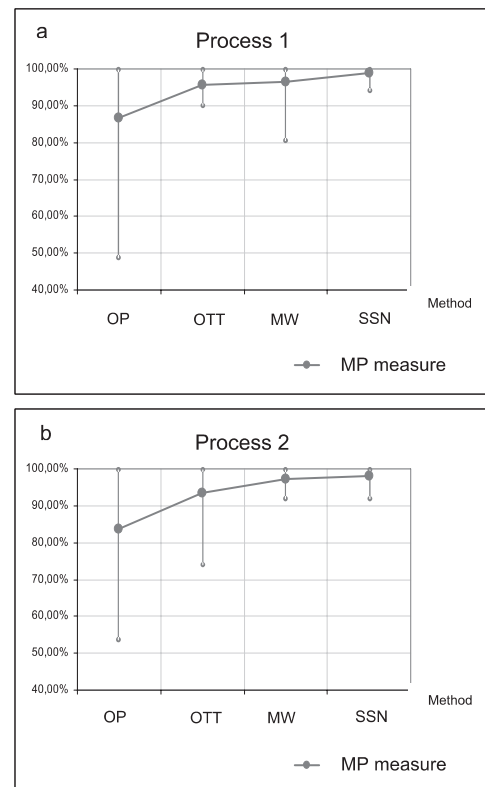 a
Process 1
100,00%
90,00%
80,00%
70,00%
60,00%
50,00%
40,00%
Method
OP OTT MW SSN
MP measure
b
Process 2
100,00%
90,00%
80,00%
70,00%
60,00%
50,00%
40,00%
Method
OP OTT MW SSN
MP measure